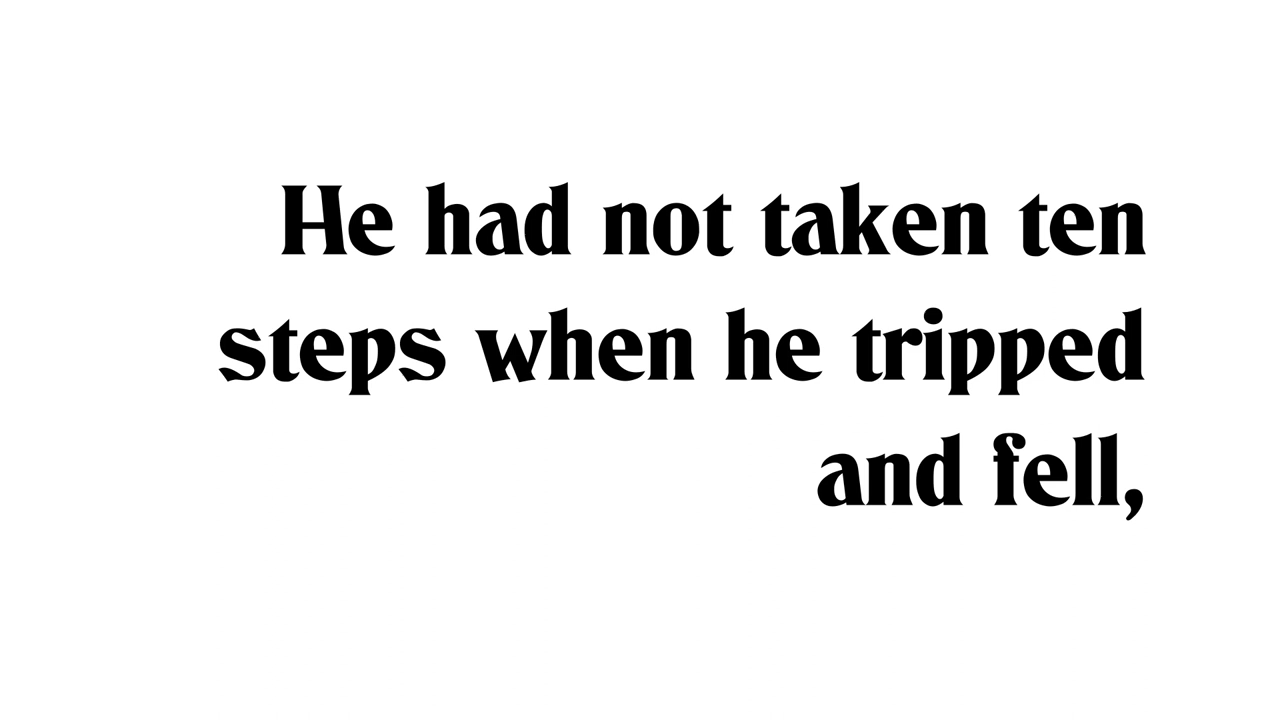 He had not taken ten
steps when he tripped
and fell,